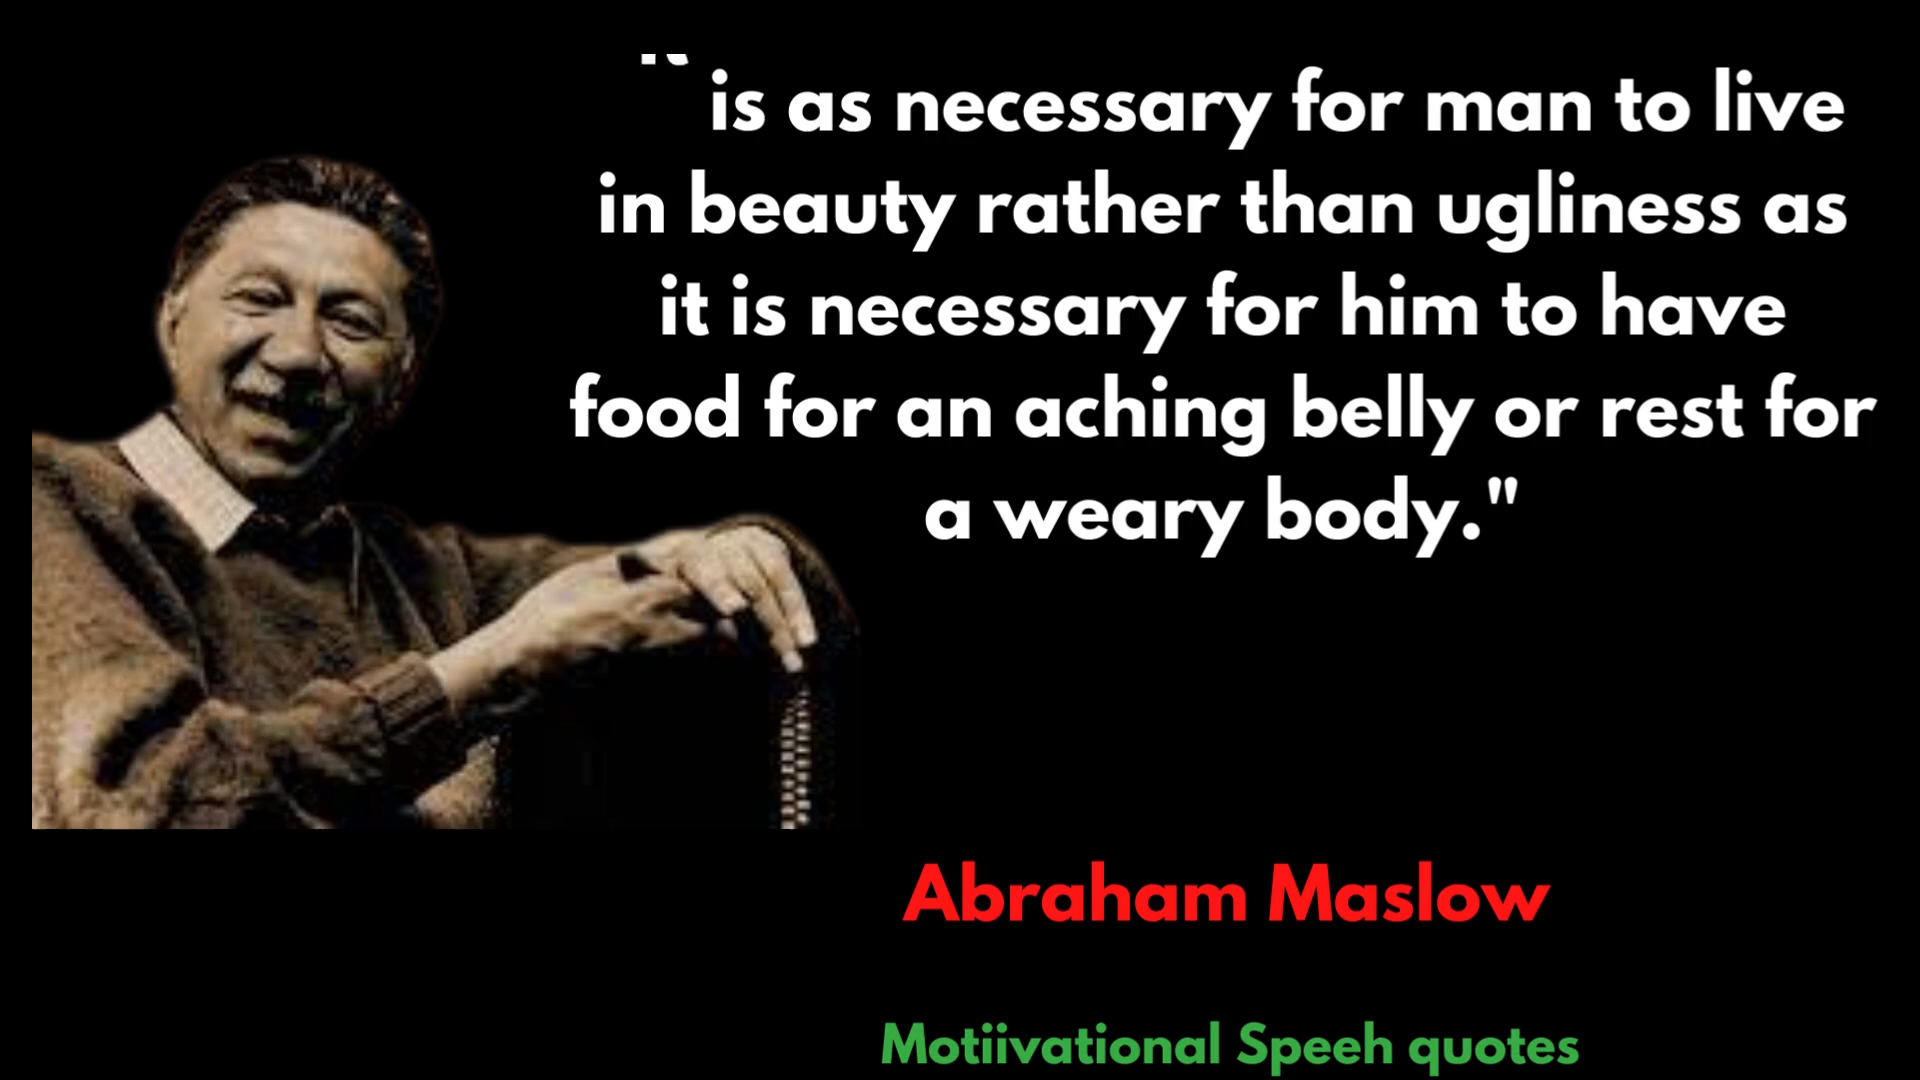 is as necessary for man to live
in beauty rather than ugliness as
it is necessary for him to have
food for an aching belly or rest for
a weary body."
Abraham Maslow
Motiivational Speeh quotes